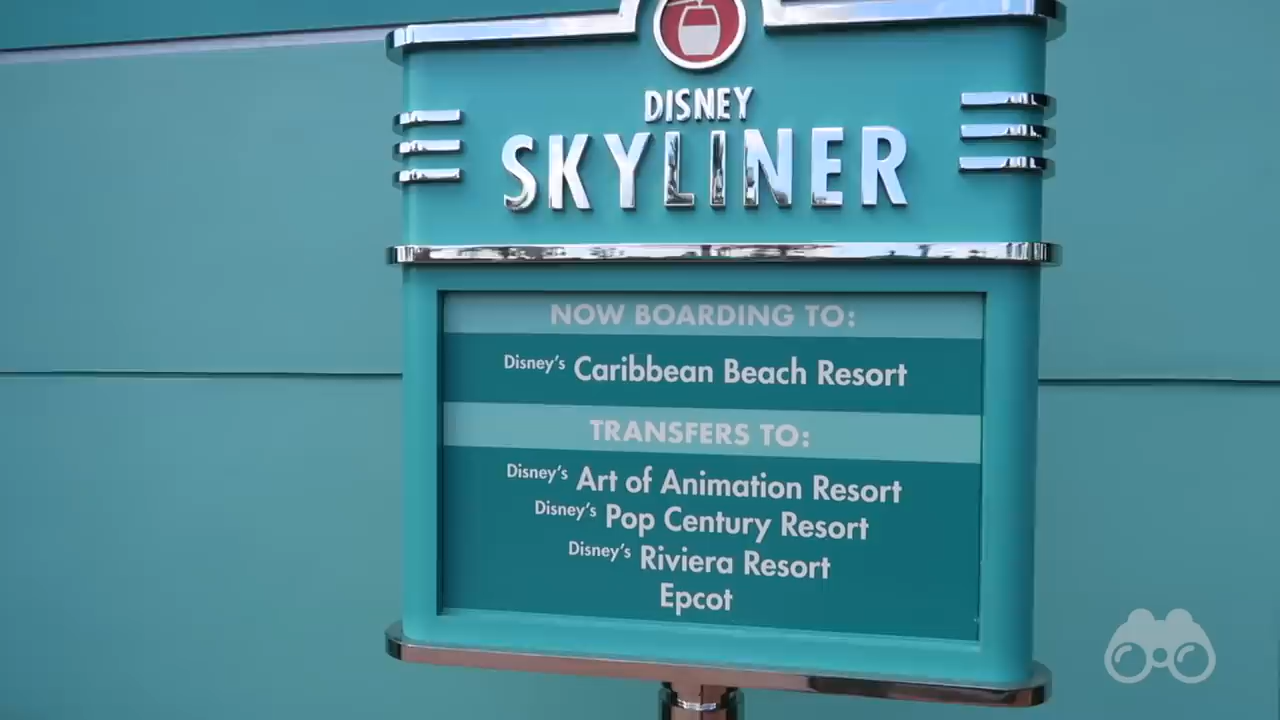 DISNEY
SKYLINER
NOW BOARDING TO:
Disney's Caribbean Beach Resort
TRANSFERS TO:
Disney's Art of Animation Resort
Disney's Pop Century Resort
Disney's Riviera Resort
Epcot